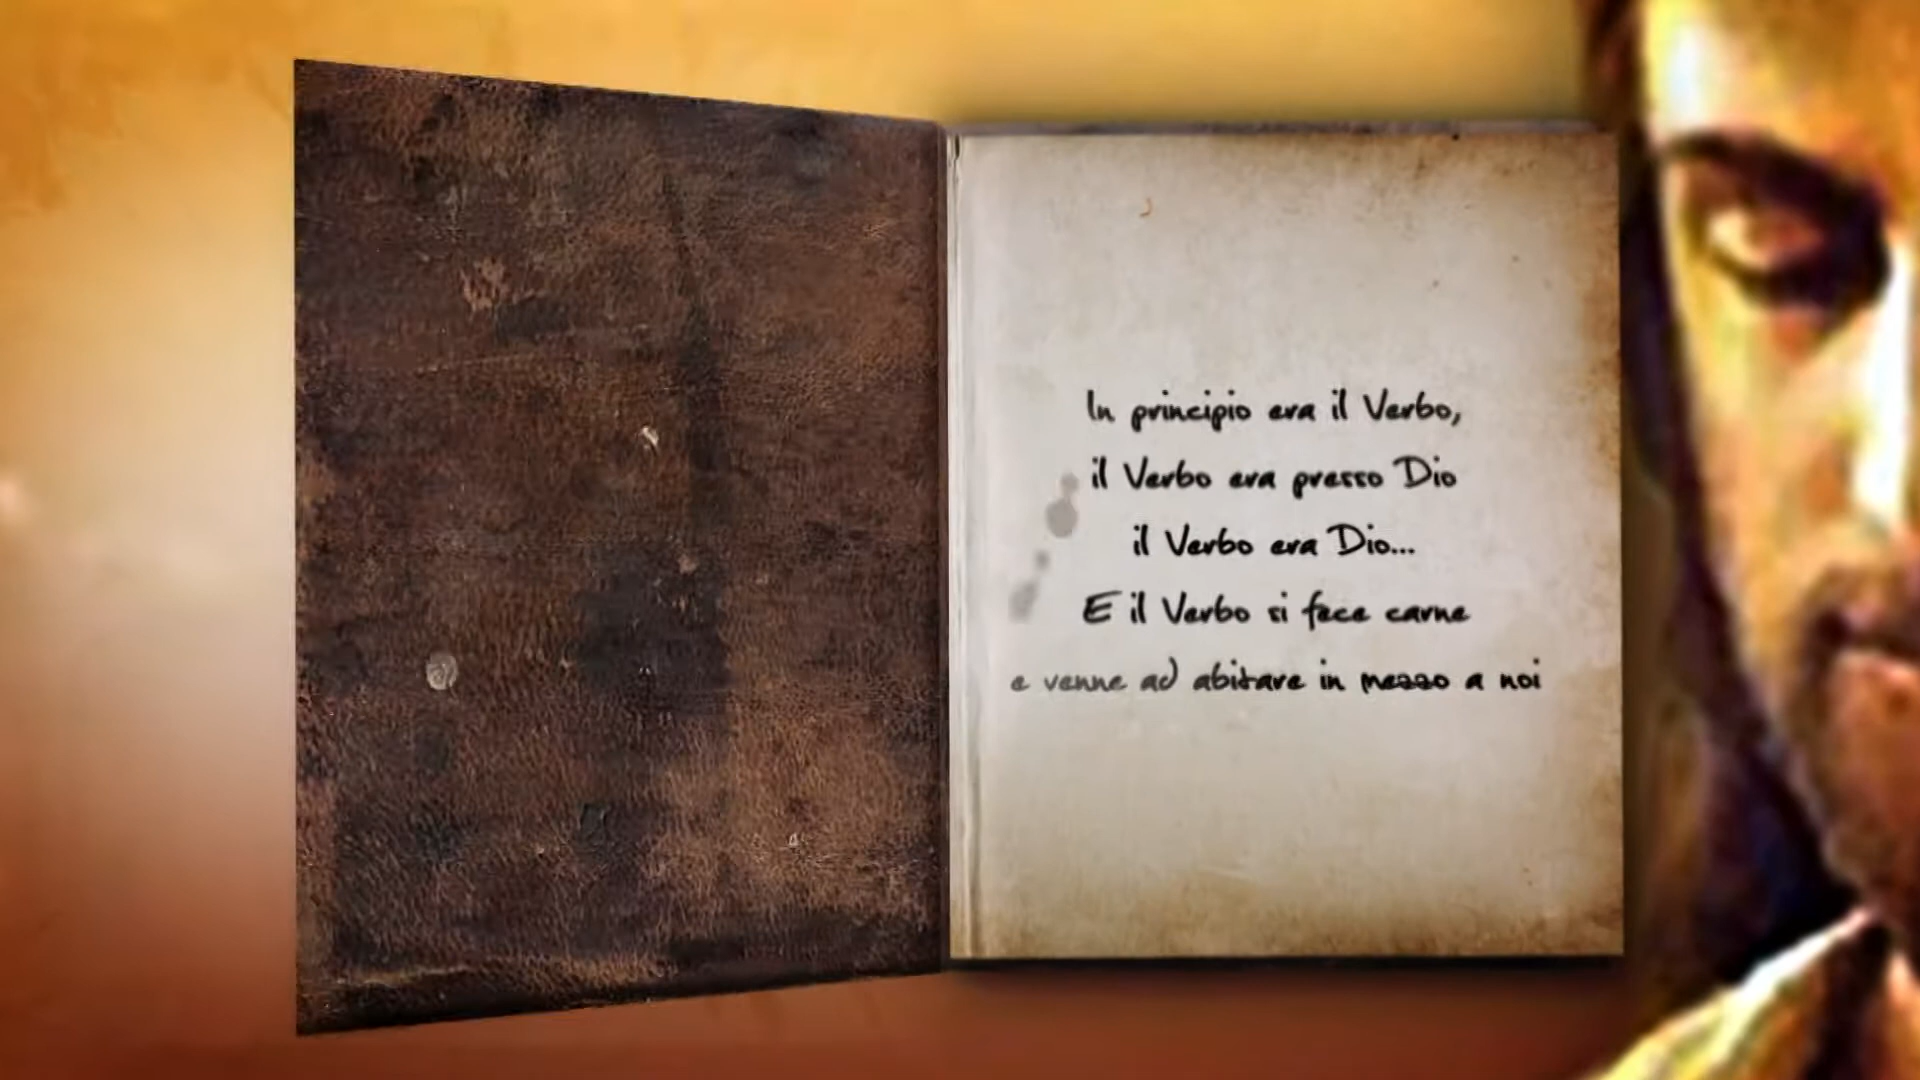 In principio era il Verbo,
il Verbo era presso Dio
il Verbo era Dio...
E il Verbo si fece carne
e venne ad abitare in mezzo a noi